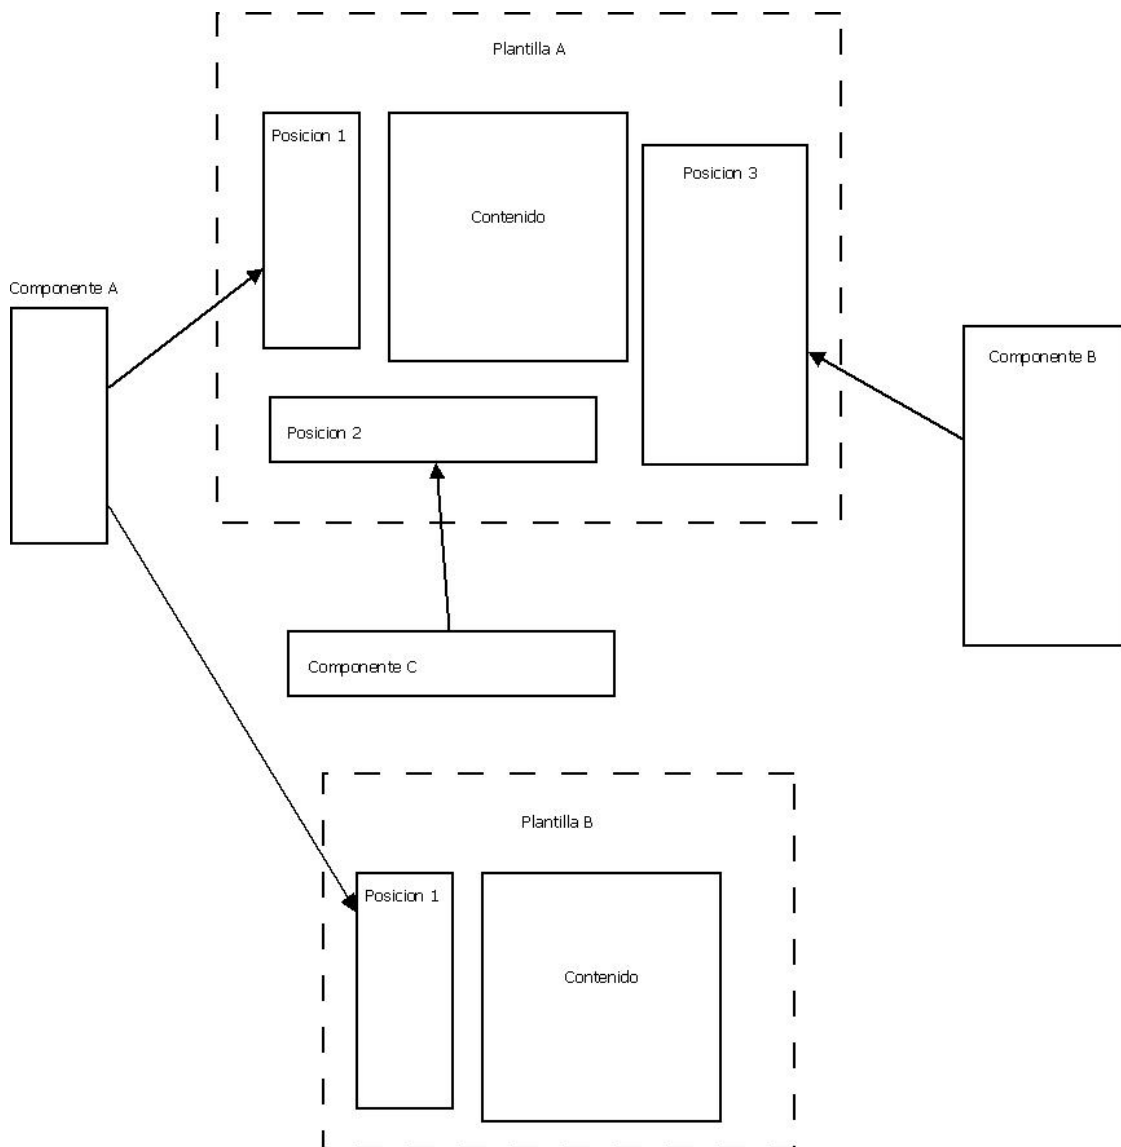 Plantilla A
Posicion 1
Contenido
Posicion 3
Componente A
Componente B
Posicion 2
Componente C
Plantilla B
Posicion 1
Contenido